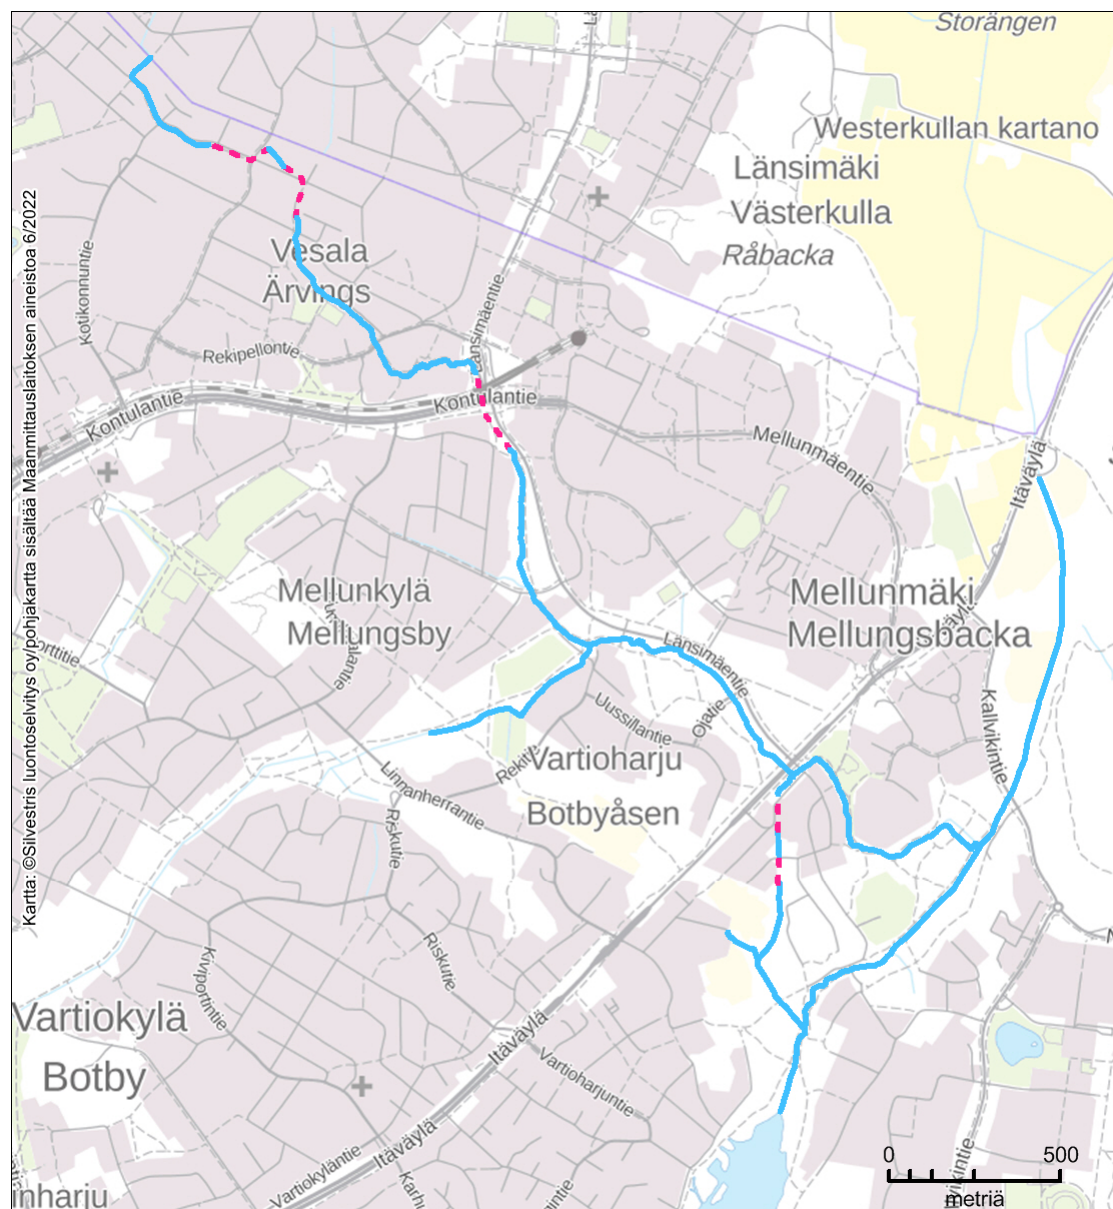 Storängen
Westerkullan kartano
Länsimäki
Västerkulla
Råbacka
Kartta: ©Silvestris luontoselvitys oy/pohjakartta sisältää Maanmittauslaitoksen aineistoa 6/2022
Kotikonnuntie
Vesala
Ärvings
Länsimäentie
Rekipellontie
Kontulantie
Kontulantie
Mellunmäentie
Itäväylä
Mellunkylä
Mellungsby
Mellunmäki
Mellungsbacka
Länsimäentie
Kallvikintie
Uussillantie
Ojatie
Vartioharju
Botbyåsen
Linnanherrantie
Riskutie
Riskutie
Kiviportintie
Vartiokylä
Botby
Itäväylä
Vartioharjuntie
Itäväylä
Vartiokyläntie
inharju
0 500
metriä